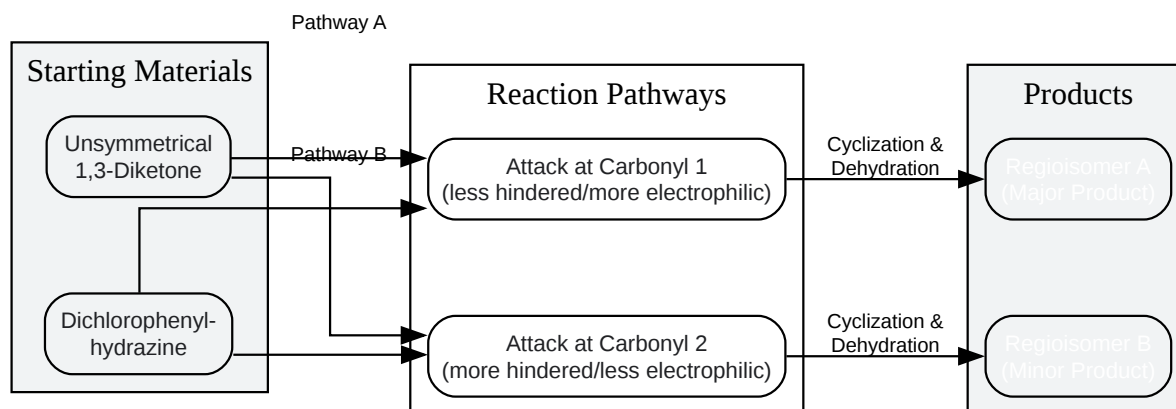 Pathway A
Starting Materials
Unsymmetrical
1,3-Diketone
Dichlorophenyl-
hydrazine
Pathway B
Reaction Pathways
Attack at Carbonyl 1
(less hindered/more electrophilic)
Attack at Carbonyl 2
(more hindered/less electrophilic)
Cyclization &
Dehydration
Cyclization &
Dehydration
Products
Regioisomer A
(Major Product)
Regioisomer B
(Minor Product)